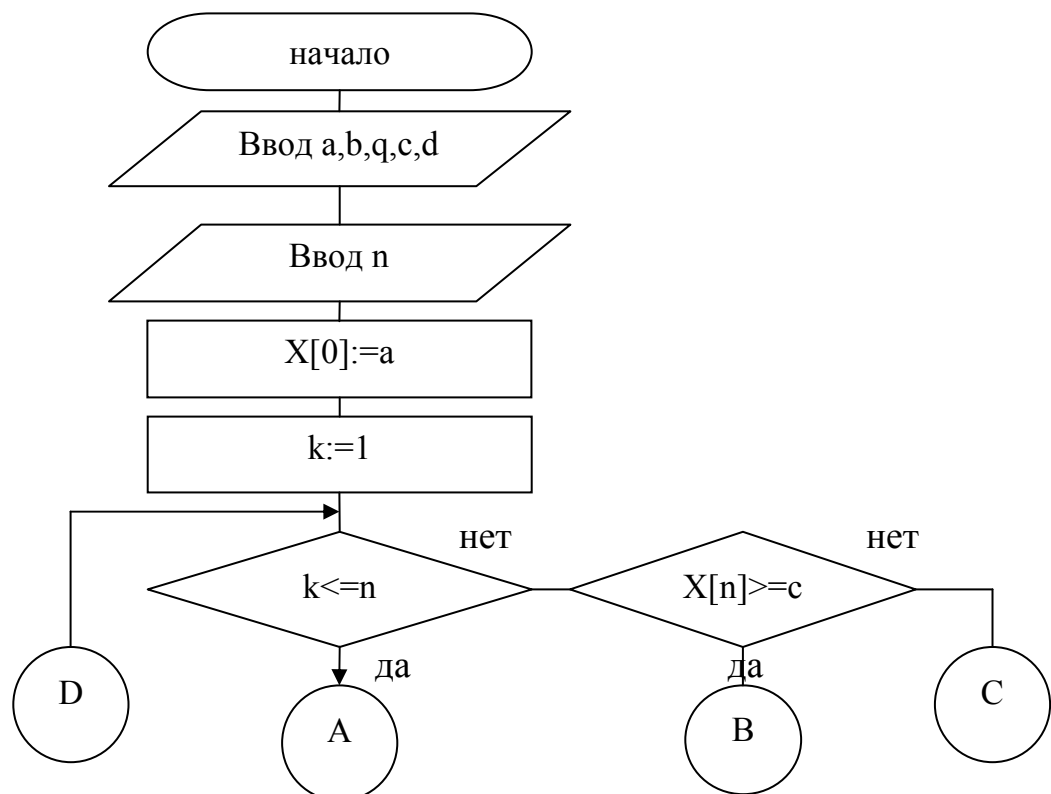 начало
Ввод a,b,q,c,d
Ввод n
X[0]:=a
k:=1
нет
нет
k<=n
X[n]>=c
да
да
D
A
B
C